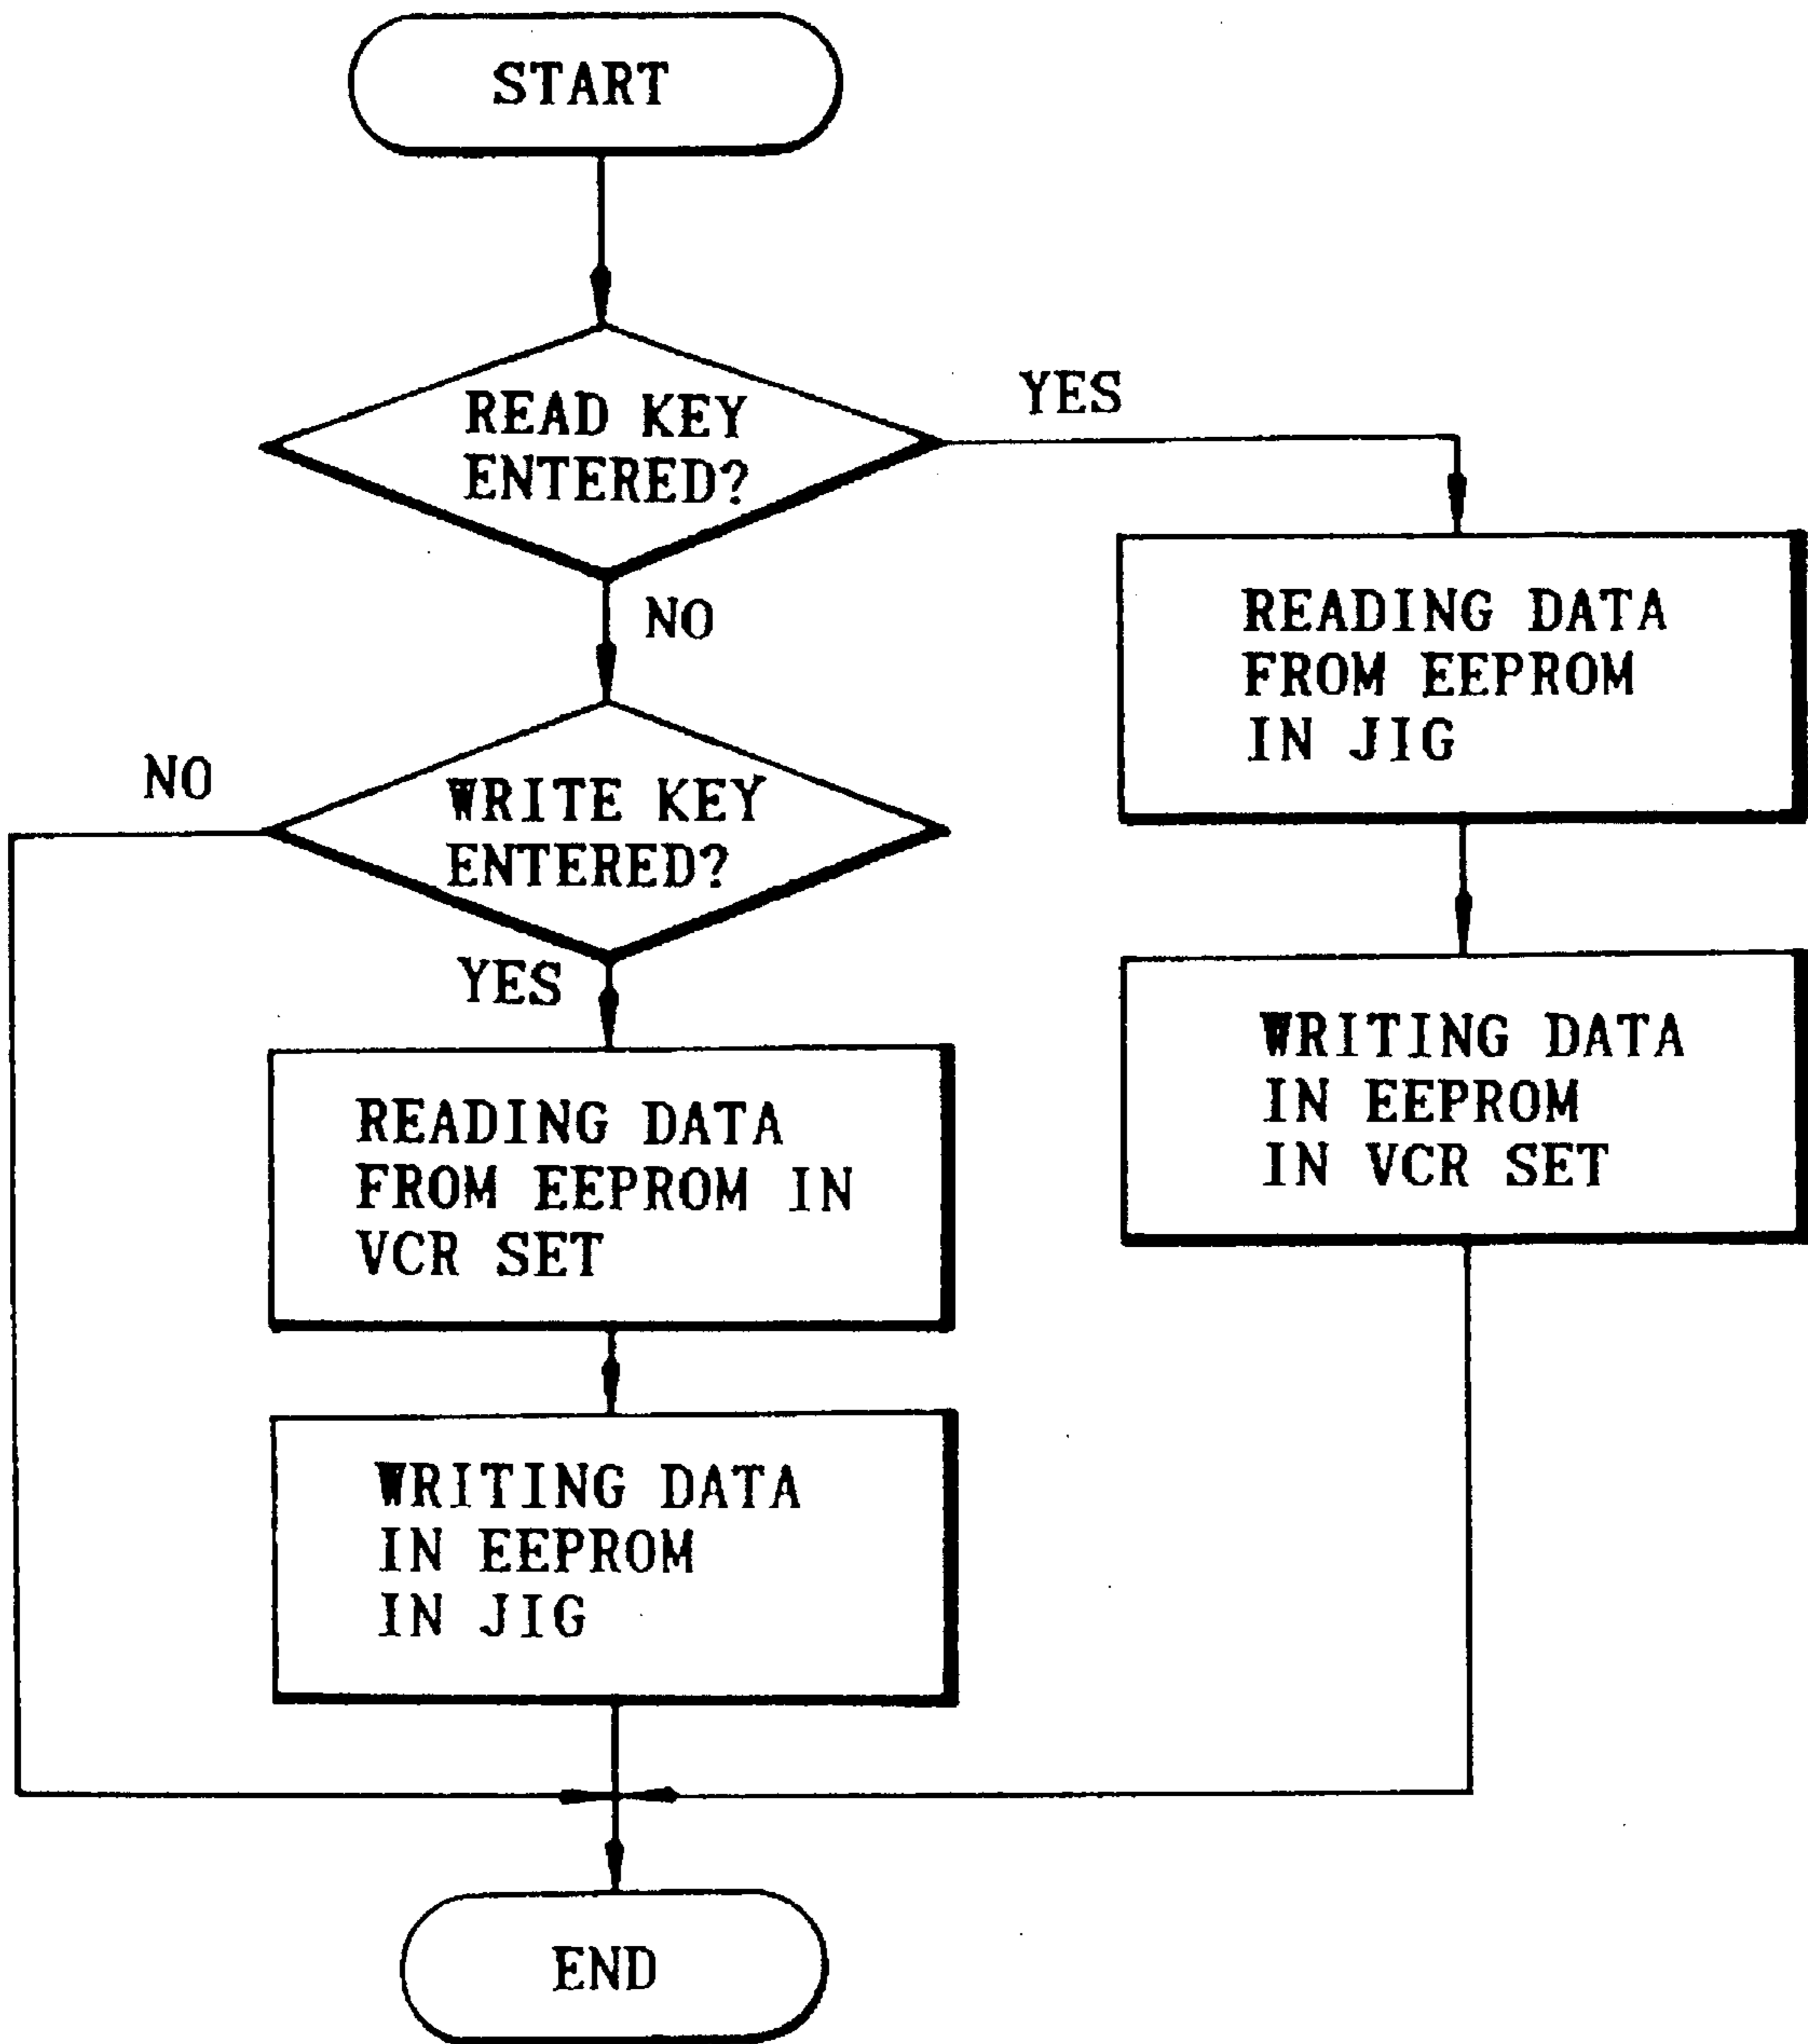 START
READ KEY
ENTERED?
YES
NO
READING DATA
FROM EEPROM
IN JIG
WRITE KEY
ENTERED?
NO
YES
WRITING DATA
IN EEPROM
IN VCR SET
READING DATA
FROM EEPROM IN
VCR SET
WRITING DATA
IN EEPROM
IN JIG
END